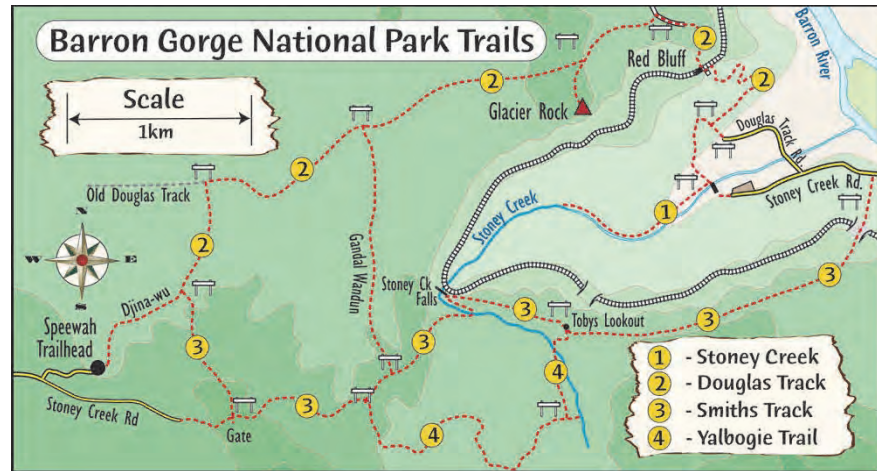 Barron Gorge National Park Trails
Scale
1km
Red Bluff
Barron River
2
2
2
Glacier Rock
Douglas Track Rd.
2
Old Douglas Track
Stoney Creek Rd.
1
Stoney Creek
2
N
W
E
S
Gandal Wandun
Djina-wu
Stoney Ck
Falls
3
3
Tobys Lookout
3
Speewah
Trailhead
3
3
4
Stoney Creek Rd
3
Gate
4
1 - Stoney Creek
2 - Douglas Track
3 - Smiths Track
4 - Yalbogie Trail